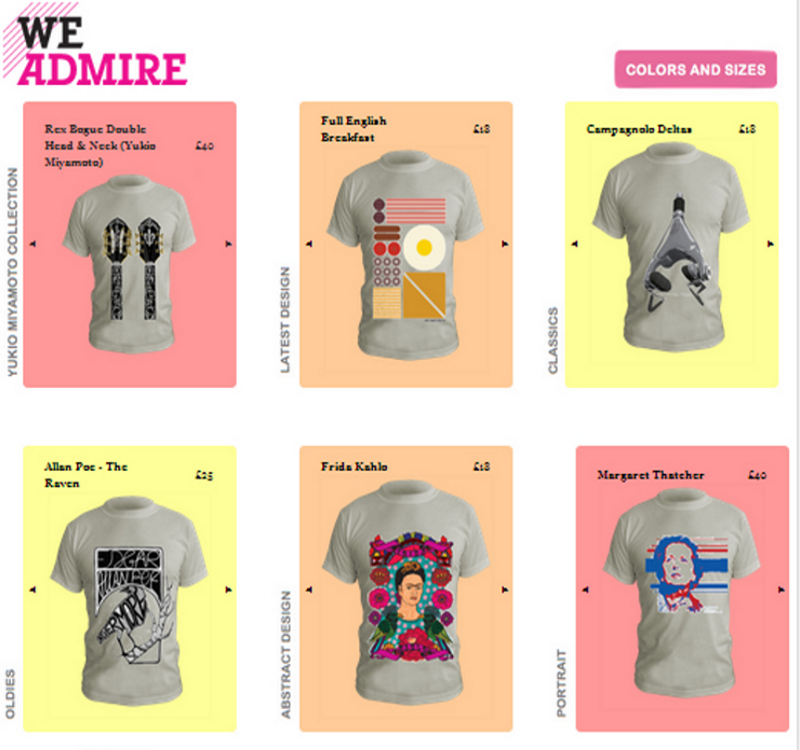 WE
ADMIRE
COLORS AND SIZES
YUKIO MIYAMOTO COLLECTION
Rex Bogue Double
Head & Neck (Yukio
Miyamoto)
£40
LATEST DESIGN
Full English
Breakfast
£18
CLASSICS
Campagnolo Deltas
£18
OLDIES
Allan Poe - The
Raven
£25
EDGAR
ALLAN POE
NEVERMORE
ABSTRACT DESIGN
Frida Kahlo
£18
PORTRAIT
Margaret Thatcher
£40